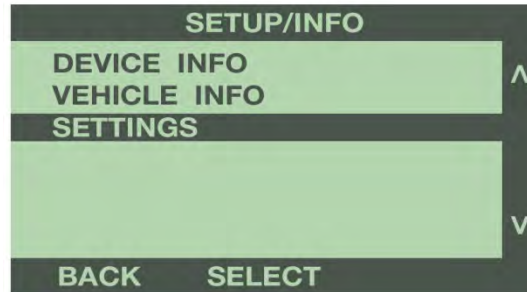 SETUP/INFO
DEVICE INFO
VEHICLE INFO
SETTINGS
BACK SELECT